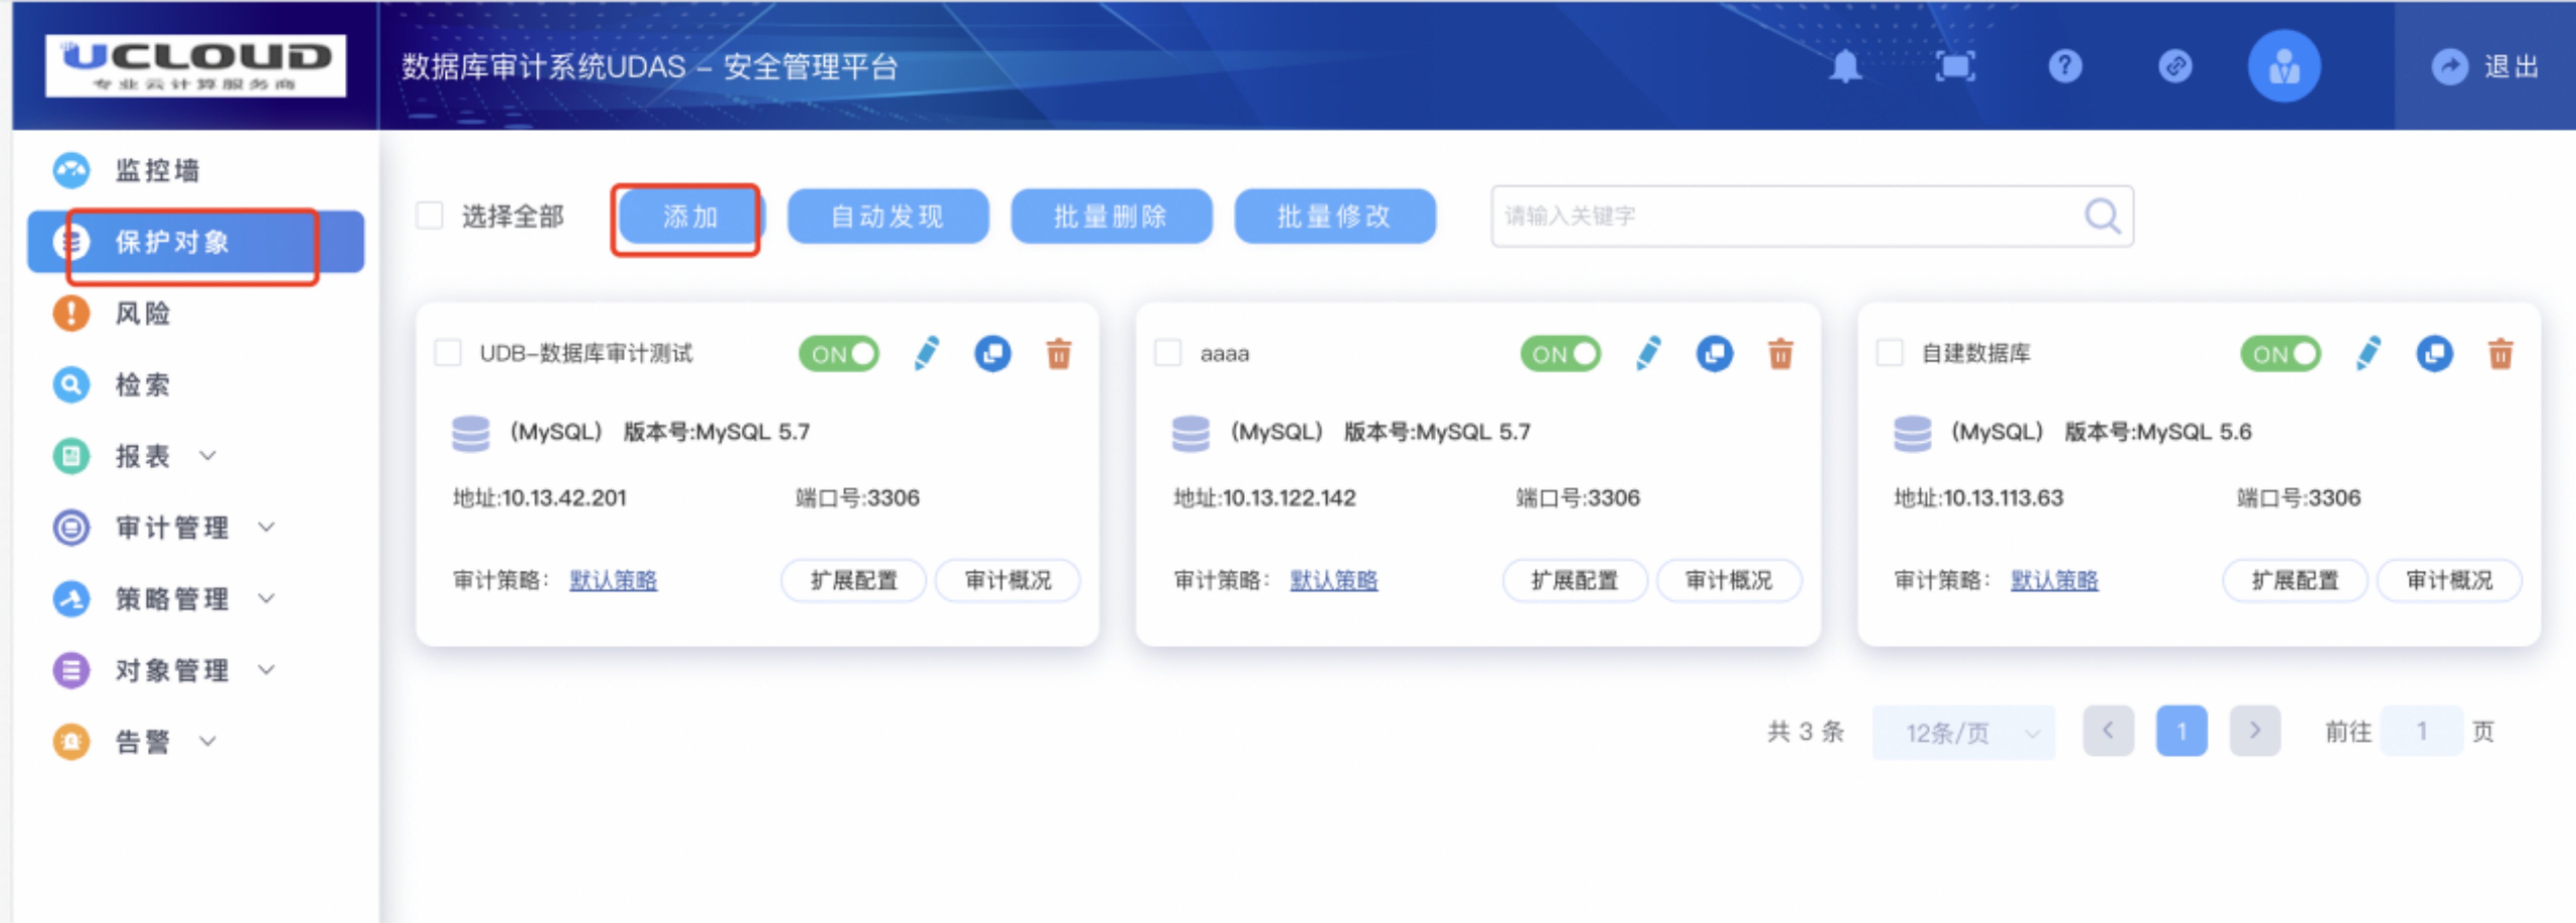 UCLOUD
专业云计算服务商
数据库审计系统UDAS – 安全管理平台
退出
监控墙
保护对象
风险
检索
报表
审计管理
策略管理
对象管理
告警
选择全部 添加 自动发现 批量删除 批量修改 请输入关键字
UDB–数据库审计测试 ON
(MySQL) 版本号:MySQL 5.7
地址:10.13.42.201 端口号:3306
审计策略: 默认策略 扩展配置 审计概况
aaaa ON
(MySQL) 版本号:MySQL 5.7
地址:10.13.122.142 端口号:3306
审计策略: 默认策略 扩展配置 审计概况
自建数据库 ON
(MySQL) 版本号:MySQL 5.6
地址:10.13.113.63 端口号:3306
审计策略: 默认策略 扩展配置 审计概况
共 3 条 12条/页 1 前往 1 页